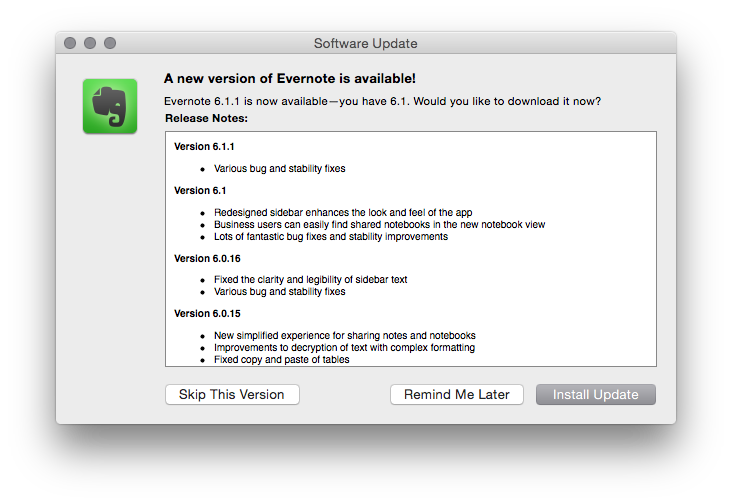 Software Update
A new version of Evernote is available!
Evernote 6.1.1 is now available—you have 6.1. Would you like to download it now?
Release Notes:
Version 6.1.1
• Various bug and stability fixes
Version 6.1
• Redesigned sidebar enhances the look and feel of the app
• Business users can easily find shared notebooks in the new notebook view
• Lots of fantastic bug fixes and stability improvements
Version 6.0.16
• Fixed the clarity and legibility of sidebar text
• Various bug and stability fixes
Version 6.0.15
• New simplified experience for sharing notes and notebooks
• Improvements to decryption of text with complex formatting
• Fixed copy and paste of tables
Skip This Version Remind Me Later Install Update